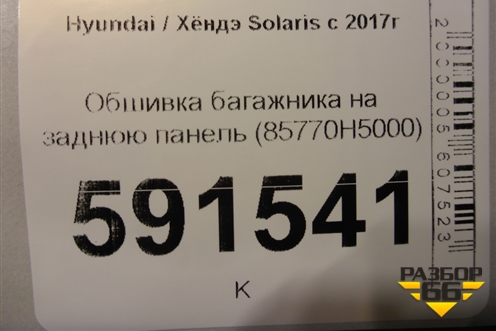 Hyundai / Хёндэ Solaris с 2017г
Обшивка багажника на
заднюю панель (85770H5000)
591541
К
2000005607523
РАЗБОР
66